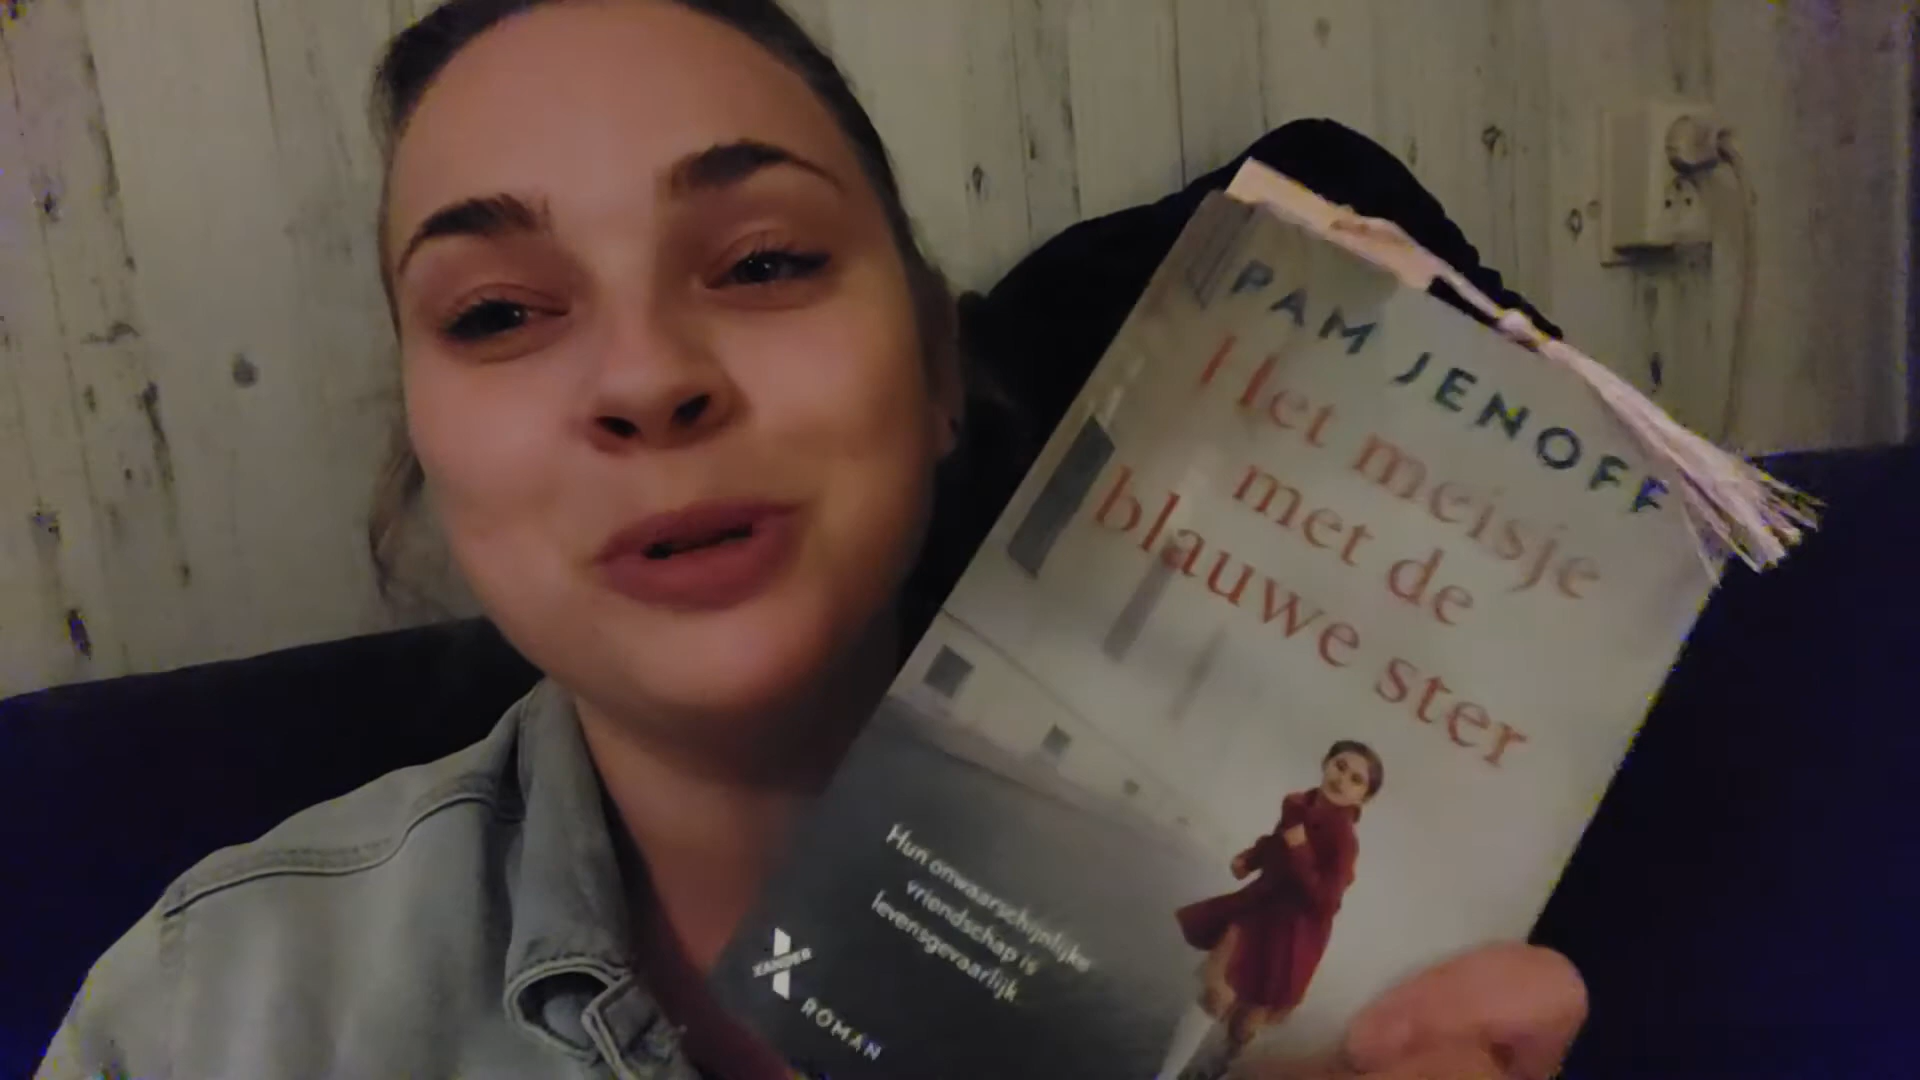 PAM JENOFF
Het meisje
met de
blauwe ster
Hun onwaarschijnlijke
vriendschap is
levensgevaarlijk
XANDER
ROMAN